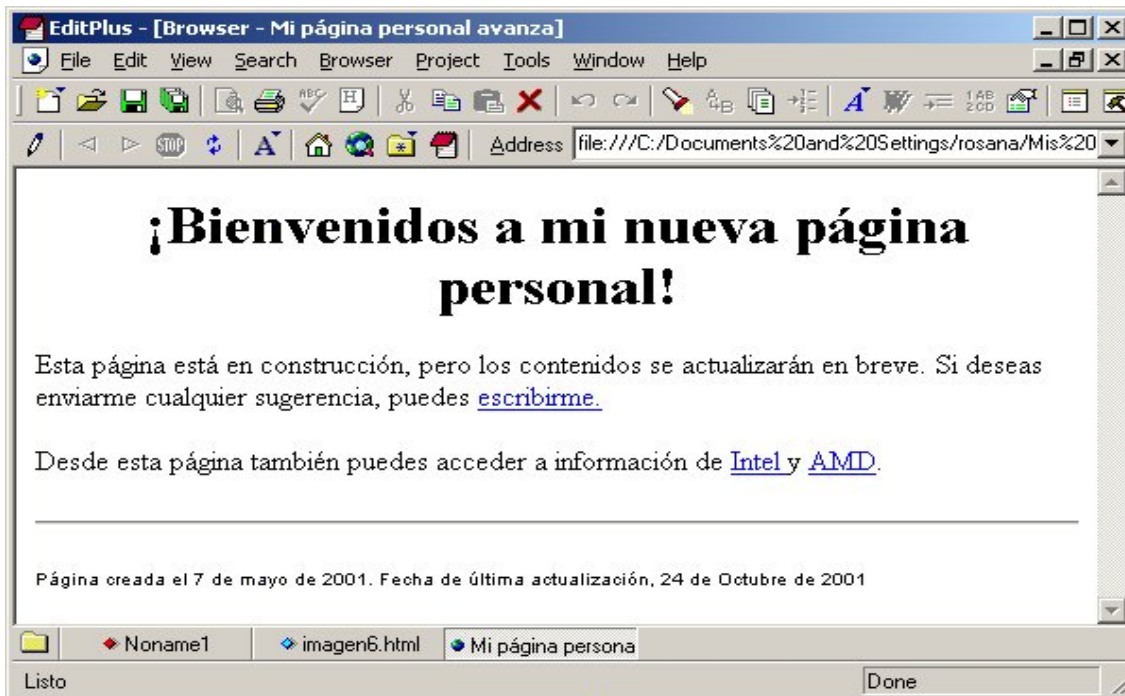 EditPlus - [Browser - Mi página personal avanza]
File Edit View Search Browser Project Tools Window Help
Address file:///C:/Documents%20and%20Settings/rosana/Mis%20
¡Bienvenidos a mi nueva página
personal!
Esta página está en construcción, pero los contenidos se actualizarán en breve. Si deseas
enviarme cualquier sugerencia, puedes escribirme.
Desde esta página también puedes acceder a información de Intel y AMD.
Página creada el 7 de mayo de 2001. Fecha de última actualización, 24 de Octubre de 2001
Noname1 imagen6.html Mi página persona
Listo Done